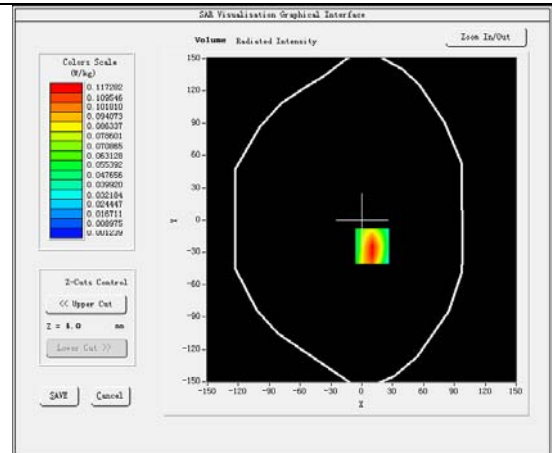 SAR Visualisation Graphical Interface
Volume Radiated Intensity
Zoom In/Out
Colors Scale
(W/kg)
0.117282
0.109546
0.101810
0.094073
0.086337
0.078601
0.070865
0.063128
0.055392
0.047656
0.039920
0.032184
0.024447
0.016711
0.008975
0.001239
150
120
90
60
30
0
-30
-60
-90
-120
-150
Y
-150 -120 -90 -60 -30 0 30 60 90 120 150
X
Z-Cuts Control
<< Upper Cut
Z = 4.0 mm
Lower Cut >>
SAVE
Cancel